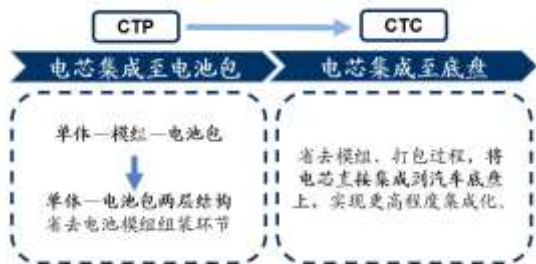 CTP
CTC
电芯集成至电池包
电芯集成至底盘
单体—模组—电池包
单体—电池包两层结构
省去电池模组组装环节
省去模组、打包过程，将
电芯直接集成到汽车底盘
上，实现更高程度集成化。